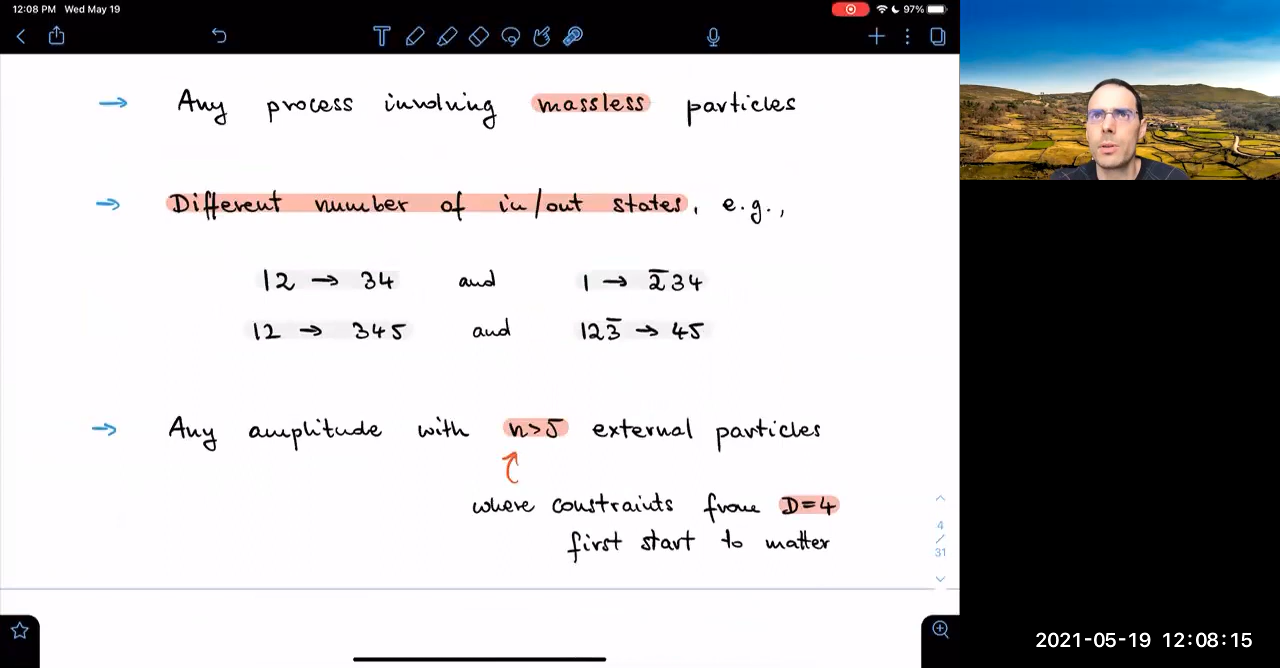 12:08 PM Wed May 19
97%
T
→ Any process involving massless particles
→ Different number of in/out states, e.g.,
12 → 34 and 1 → 2̅34
12 → 345 and 123̅ → 45
→ Any amplitude with n>5 external particles
where constraints from D=4
first start to matter
4
/
31
2021-05-19 12:08:15